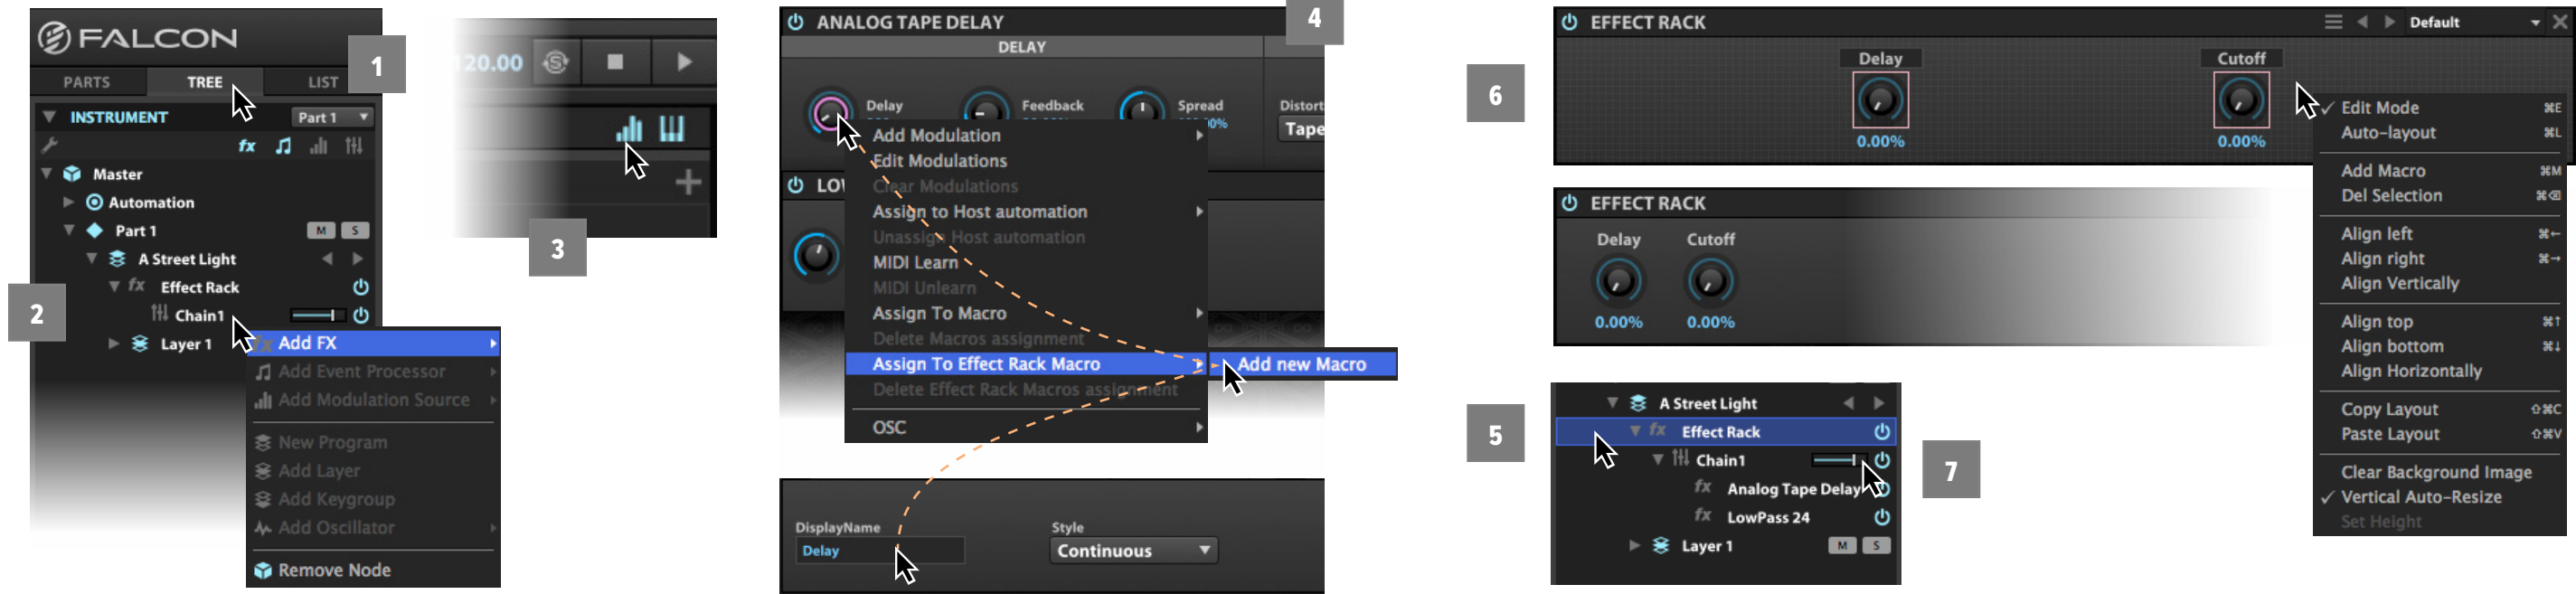 FALCON
1
PARTS TREE LIST
INSTRUMENT Part 1
fx
Master
Automation
Part 1 M S
A Street Light
fx Effect Rack
2
Chain1
Layer 1
Add FX
Add Event Processor
Add Modulation Source
New Program
Add Layer
Add Keygroup
Add Oscillator
Remove Node
120.00 S
3
ANALOG TAPE DELAY
4
DELAY
Delay Feedback Spread Distort
Tape
LO
Add Modulation
Edit Modulations
Clear Modulations
Assign to Host automation
Unassign Host automation
MIDI Learn
MIDI Unlearn
Assign To Macro
Delete Macros assignment
Assign To Effect Rack Macro
Add new Macro
Delete Effect Rack Macros assignment
OSC
DisplayName Style
Delay Continuous
EFFECT RACK Default
6
Delay Cutoff
0.00% 0.00%
Edit Mode ⌘E
Auto-layout ⌘L
Add Macro ⌘M
Del Selection ⌘⌫
Align left ⌘←
Align right ⌘→
Align Vertically
Align top ⌘↑
Align bottom ⌘↓
Align Horizontally
Copy Layout ⇧⌘C
Paste Layout ⇧⌘V
Clear Background Image
✓ Vertical Auto-Resize
Set Height
EFFECT RACK
Delay Cutoff
0.00% 0.00%
5
A Street Light
fx Effect Rack
Chain1
7
fx Analog Tape Delay
fx LowPass 24
Layer 1 M S